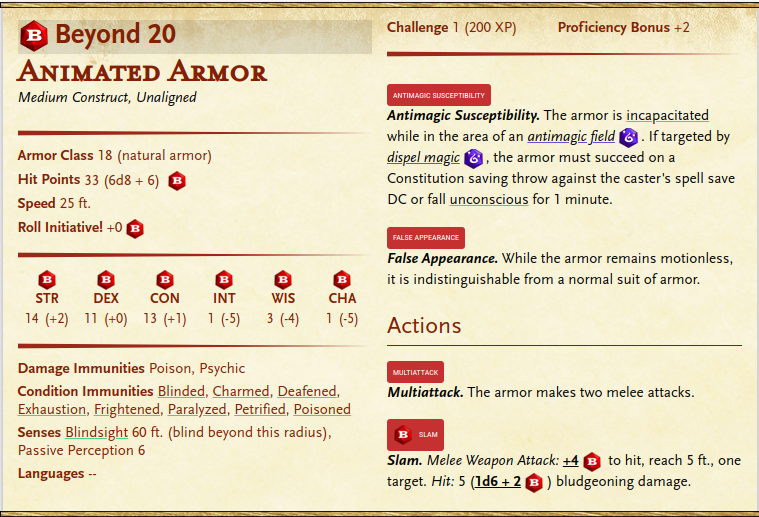 Beyond 20
Animated Armor
Medium Construct, Unaligned
Armor Class 18 (natural armor)
Hit Points 33 (6d8 + 6)
Speed 25 ft.
Roll Initiative! +0
STR DEX CON INT WIS CHA
14 (+2) 11 (+0) 13 (+1) 1 (-5) 3 (-4) 1 (-5)
Damage Immunities Poison, Psychic
Condition Immunities Blinded, Charmed, Deafened,
Exhaustion, Frightened, Paralyzed, Petrified, Poisoned
Senses Blindsight 60 ft. (blind beyond this radius),
Passive Perception 6
Languages --
Challenge 1 (200 XP) Proficiency Bonus +2
ANTIMAGIC SUSCEPTIBILITY
Antimagic Susceptibility. The armor is incapacitated
while in the area of an antimagic field . If targeted by
dispel magic , the armor must succeed on a
Constitution saving throw against the caster's spell save
DC or fall unconscious for 1 minute.
FALSE APPEARANCE
False Appearance. While the armor remains motionless,
it is indistinguishable from a normal suit of armor.
Actions
MULTIATTACK
Multiattack. The armor makes two melee attacks.
SLAM
Slam. Melee Weapon Attack: +4 to hit, reach 5 ft., one
target. Hit: 5 (1d6 + 2 ) bludgeoning damage.